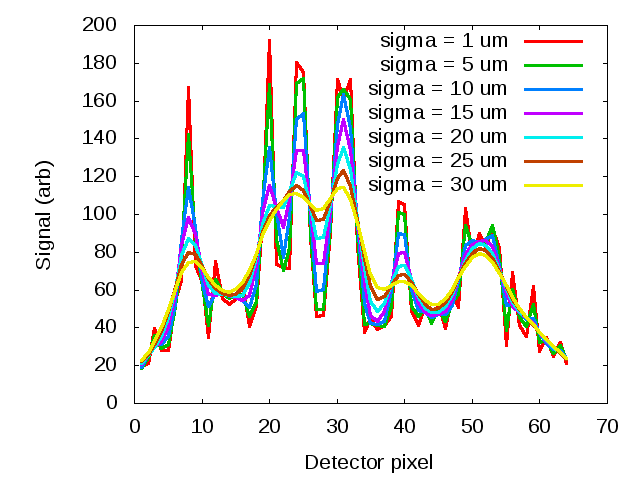 200
180
160
140
120
100
80
60
40
20
0
0 10 20 30 40 50 60 70
Signal (arb)
Detector pixel
sigma = 1 um
sigma = 5 um
sigma = 10 um
sigma = 15 um
sigma = 20 um
sigma = 25 um
sigma = 30 um